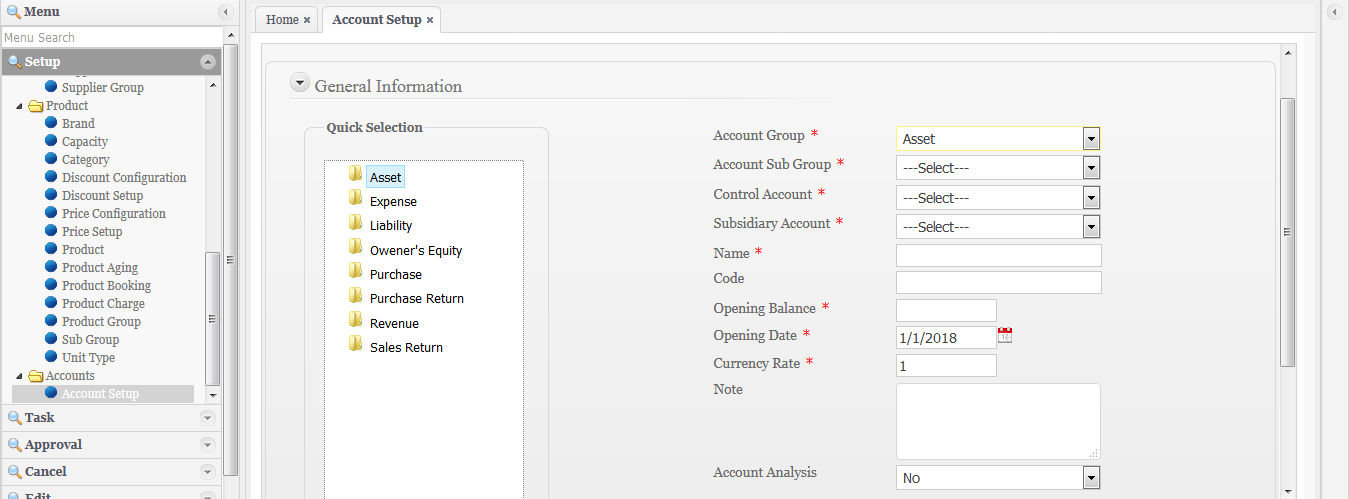 Menu
Menu Search
Setup
Supplier Group
Product
Brand
Capacity
Category
Discount Configuration
Discount Setup
Price Configuration
Price Setup
Product
Product Aging
Product Booking
Product Charge
Product Group
Sub Group
Unit Type
Accounts
Account Setup
Task
Approval
Cancel
Edit
Home ×
Account Setup ×
General Information
Quick Selection
Asset
Expense
Liability
Owener's Equity
Purchase
Purchase Return
Revenue
Sales Return
Account Group * Asset
Account Sub Group * ---Select---
Control Account * ---Select---
Subsidiary Account * ---Select---
Name *
Code
Opening Balance *
Opening Date * 1/1/2018
Currency Rate * 1
Note
Account Analysis No